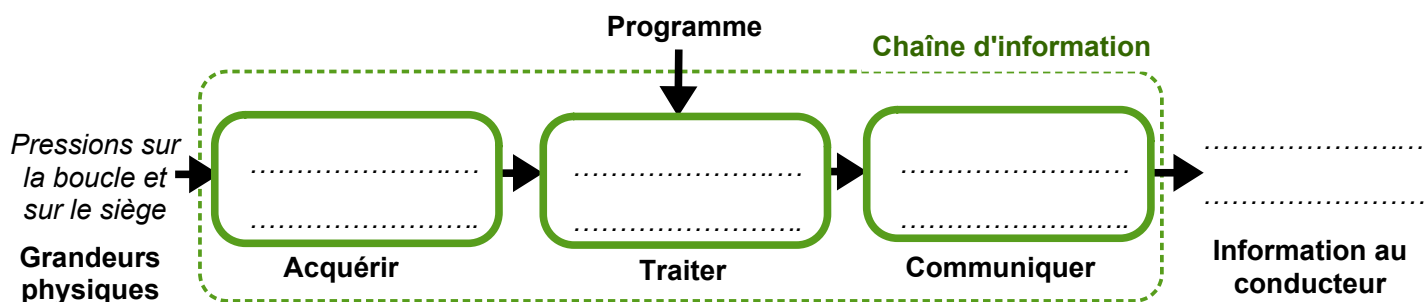 Programme
Chaîne d'information
Pressions sur
la boucle et
sur le siège
Grandeurs
physiques
..............................
..............................
Acquérir
..............................
..............................
Traiter
..............................
..............................
Communiquer
..............................
..............................
Information au
conducteur